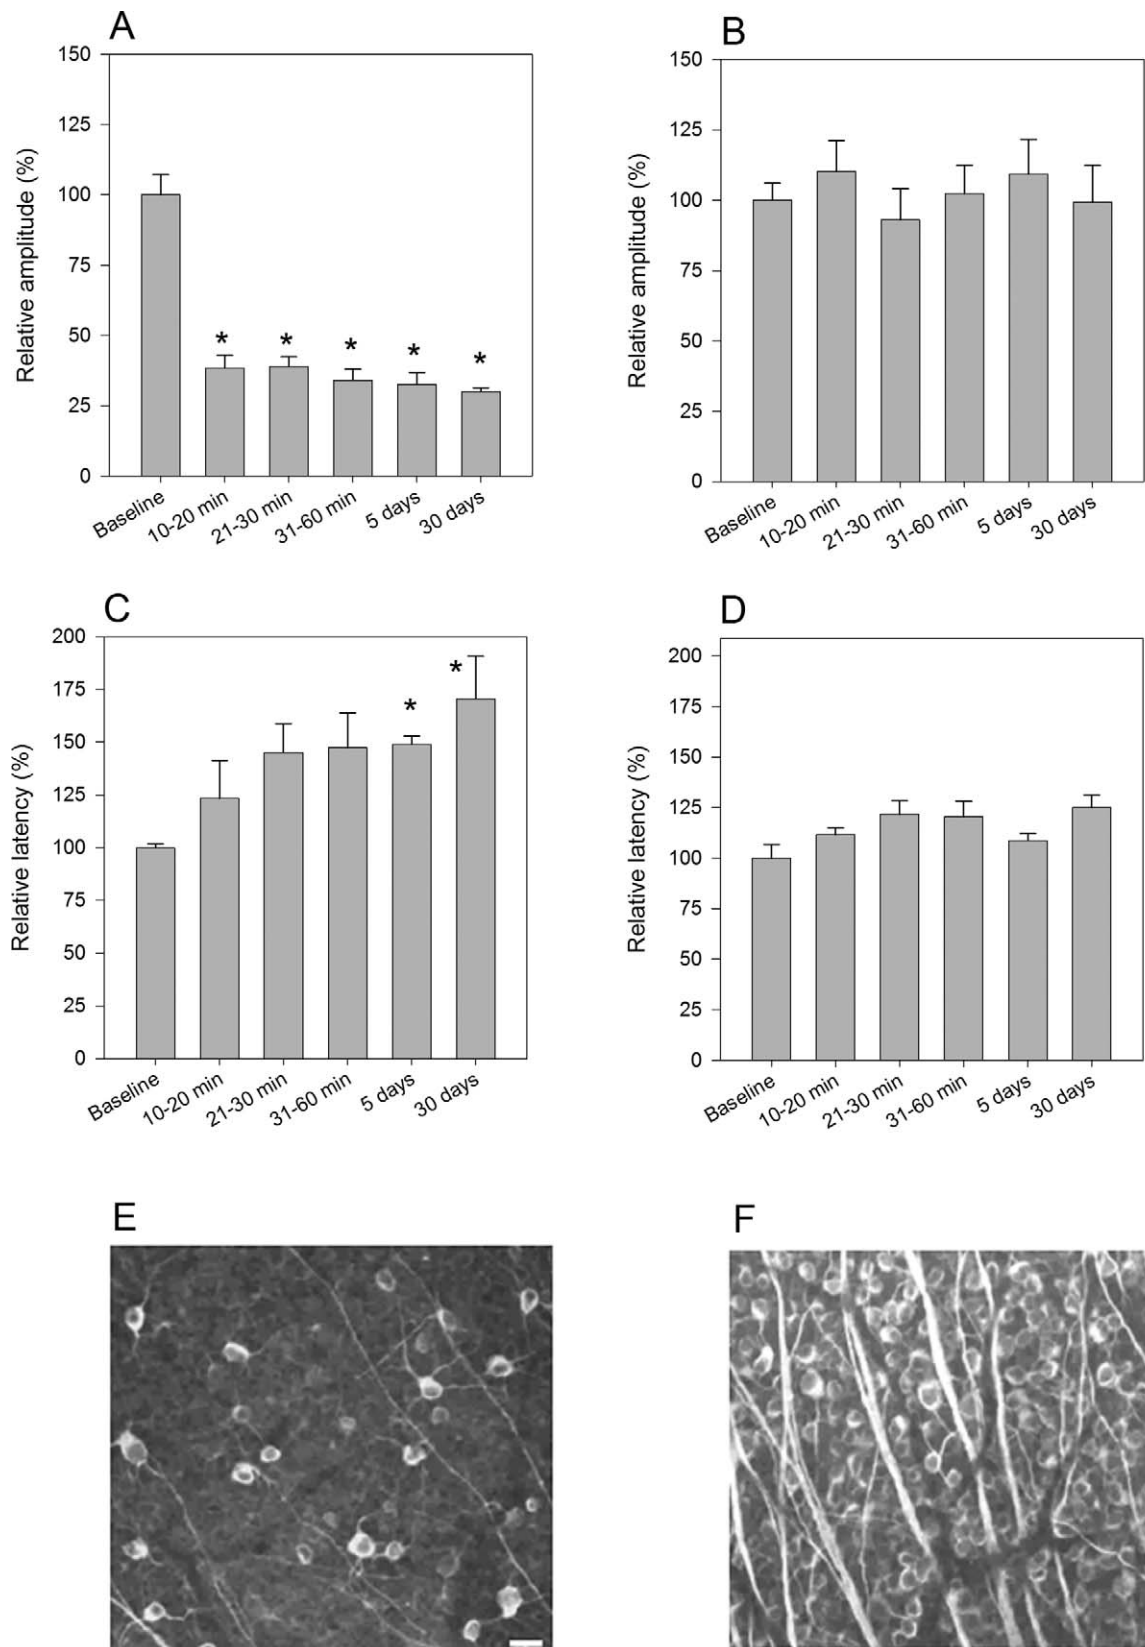 A
Relative amplitude (%)
150
125
100
75
50
25
0
* * * * *
Baseline
10-20 min
21-30 min
31-60 min
5 days
30 days
B
Relative amplitude (%)
150
125
100
75
50
25
0
Baseline
10-20 min
21-30 min
31-60 min
5 days
30 days
C
Relative latency (%)
200
175
150
125
100
75
50
25
0
* *
Baseline
10-20 min
21-30 min
31-60 min
5 days
30 days
D
Relative latency (%)
200
175
150
125
100
75
50
25
0
Baseline
10-20 min
21-30 min
31-60 min
5 days
30 days
E
F